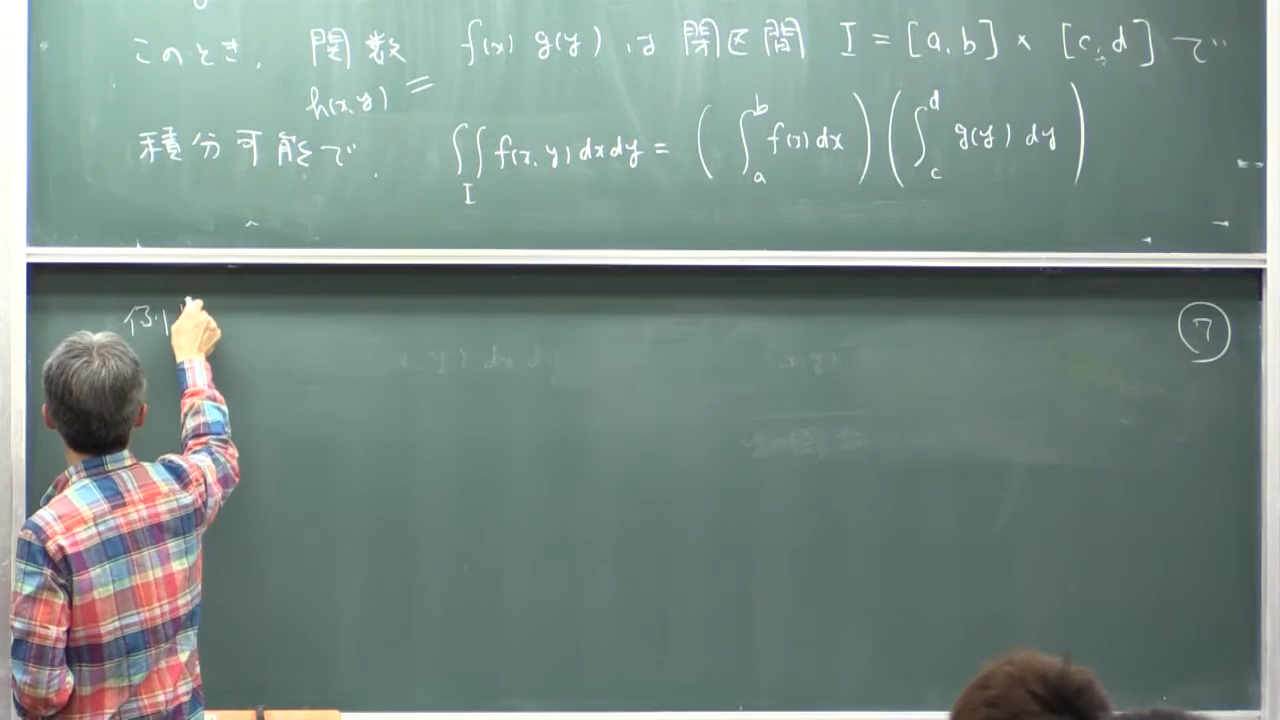 このとき, 関数 f(x) g(y) は 閉区間 I = [a, b] × [c, d] で
h(x, y) =
積分可能で, ∬_I f(x, y) dx dy = ( ∫_a^b f(x) dx ) ( ∫_c^d g(y) dy )
例
⑦